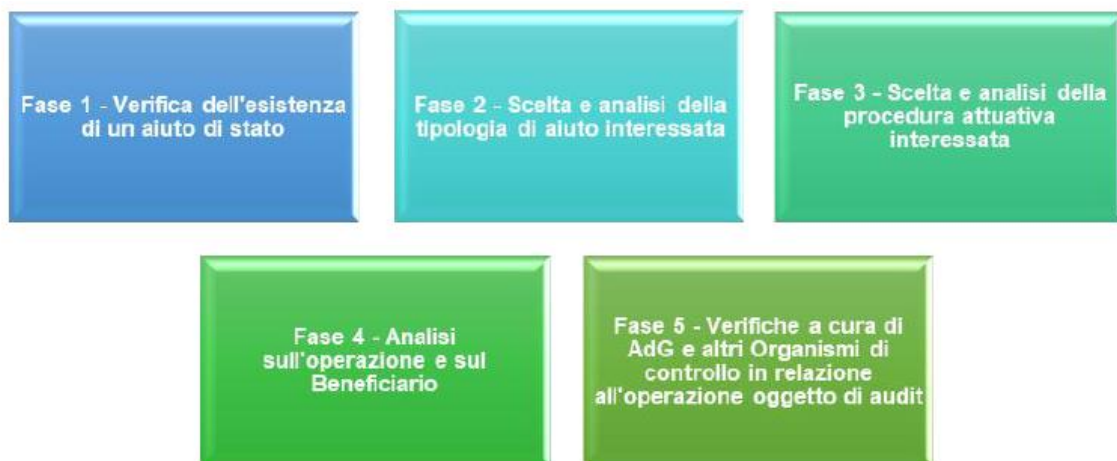 Fase 1 - Verifica dell'esistenza
di un aiuto di stato
Fase 2 - Scelta e analisi della
tipologia di aiuto interessata
Fase 3 - Scelta e analisi della
procedura attuativa
interessata
Fase 4 - Analisi
sull'operazione e sul
Beneficiario
Fase 5 - Verifiche a cura di
AdG e altri Organismi di
controllo in relazione
all'operazione oggetto di audit